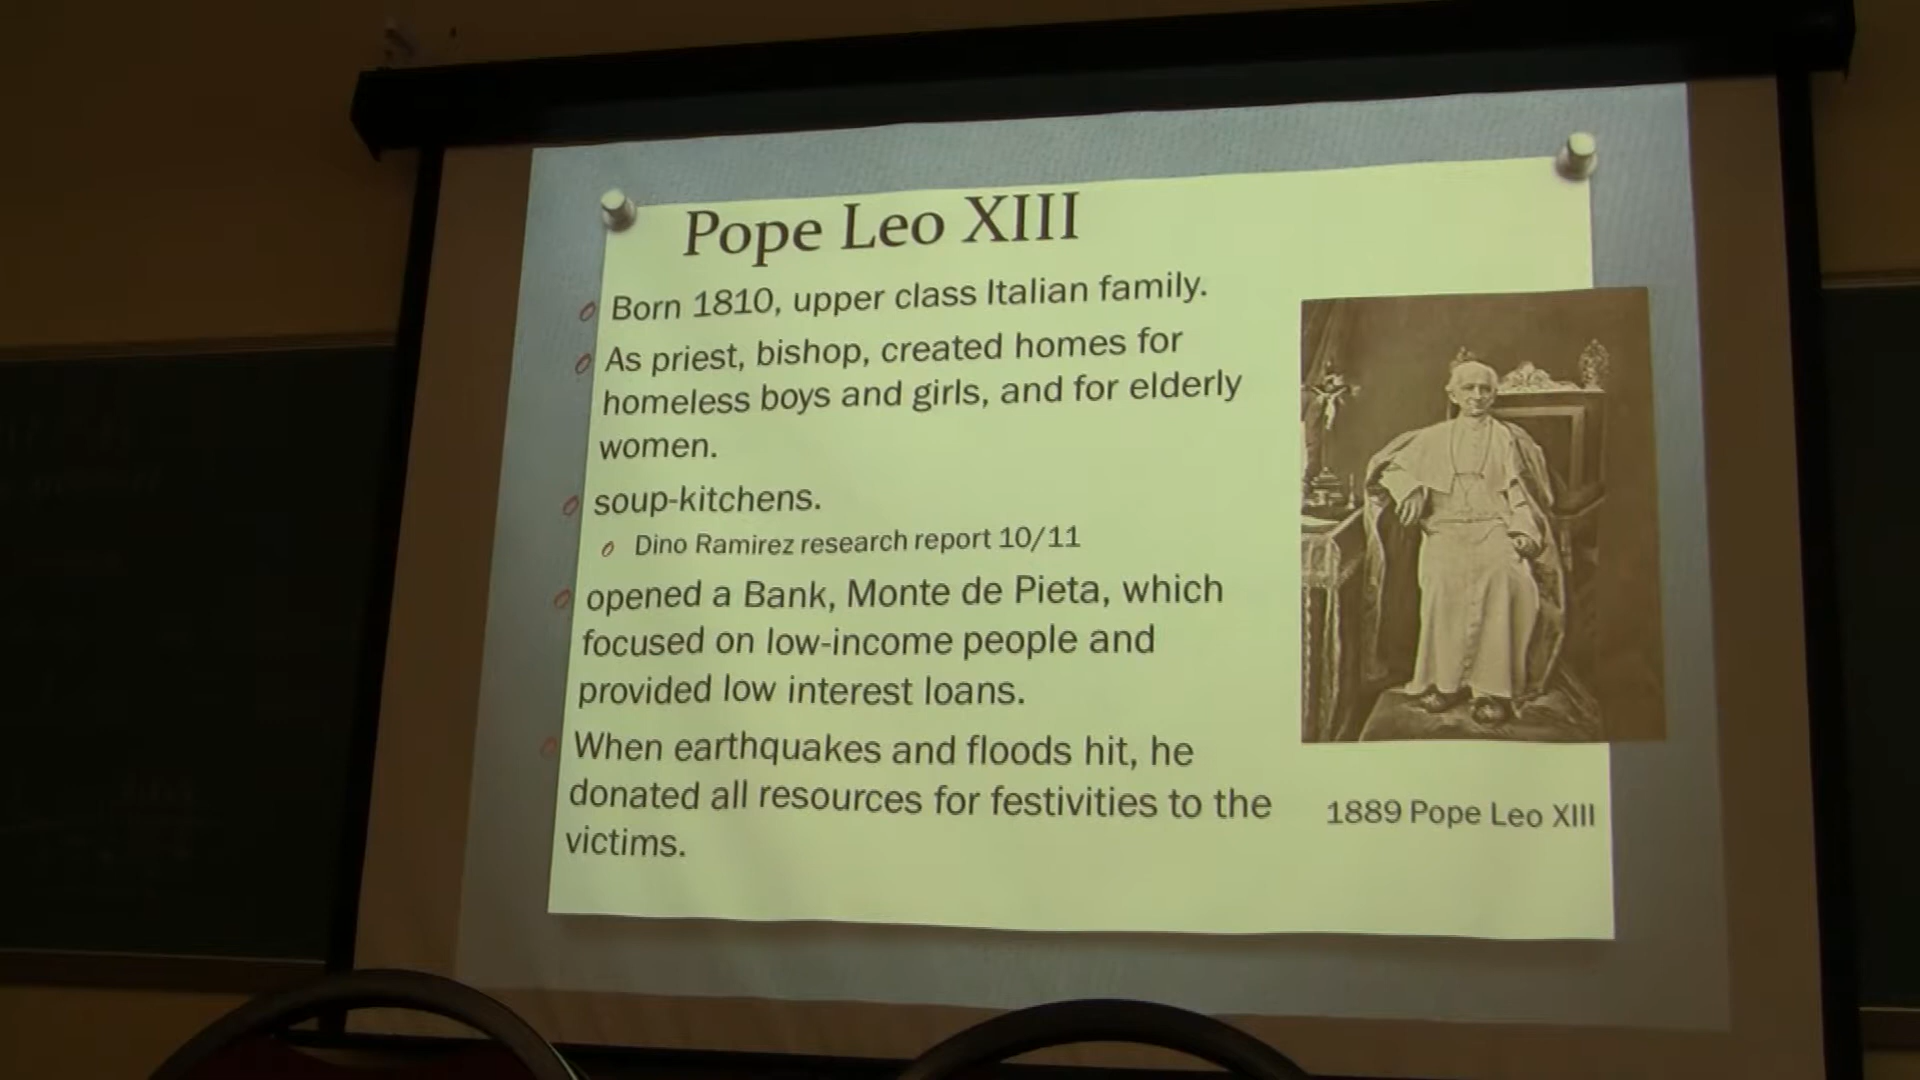 Pope Leo XIII
Born 1810, upper class Italian family.
As priest, bishop, created homes for
homeless boys and girls, and for elderly
women.
soup-kitchens.
Dino Ramirez research report 10/11
opened a Bank, Monte de Pieta, which
focused on low-income people and
provided low interest loans.
When earthquakes and floods hit, he
donated all resources for festivities to the
victims.
1889 Pope Leo XIII